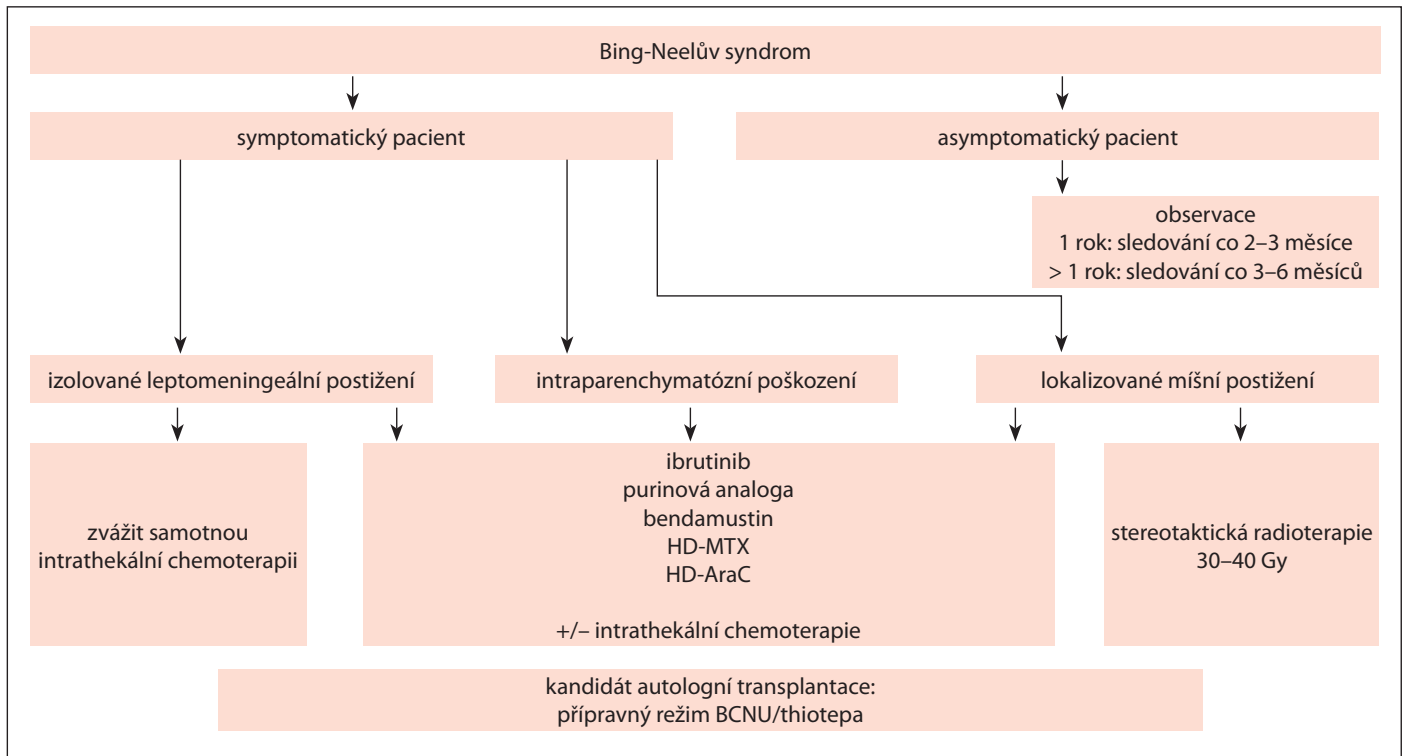 Bing-Neelův syndrom
symptomatický pacient
asymptomatický pacient
observace
1 rok: sledování co 2–3 měsíce
> 1 rok: sledování co 3–6 měsíců
izolované leptomeningeální postižení
intraparenchymatózní poškození
lokalizované míšní postižení
zvážit samotnou
intrathekální chemoterapii
ibrutinib
purinová analoga
bendamustin
HD-MTX
HD-AraC
+/– intrathekální chemoterapie
stereotaktická radioterapie
30–40 Gy
kandidát autologní transplantace:
přípravný režim BCNU/thiotepa